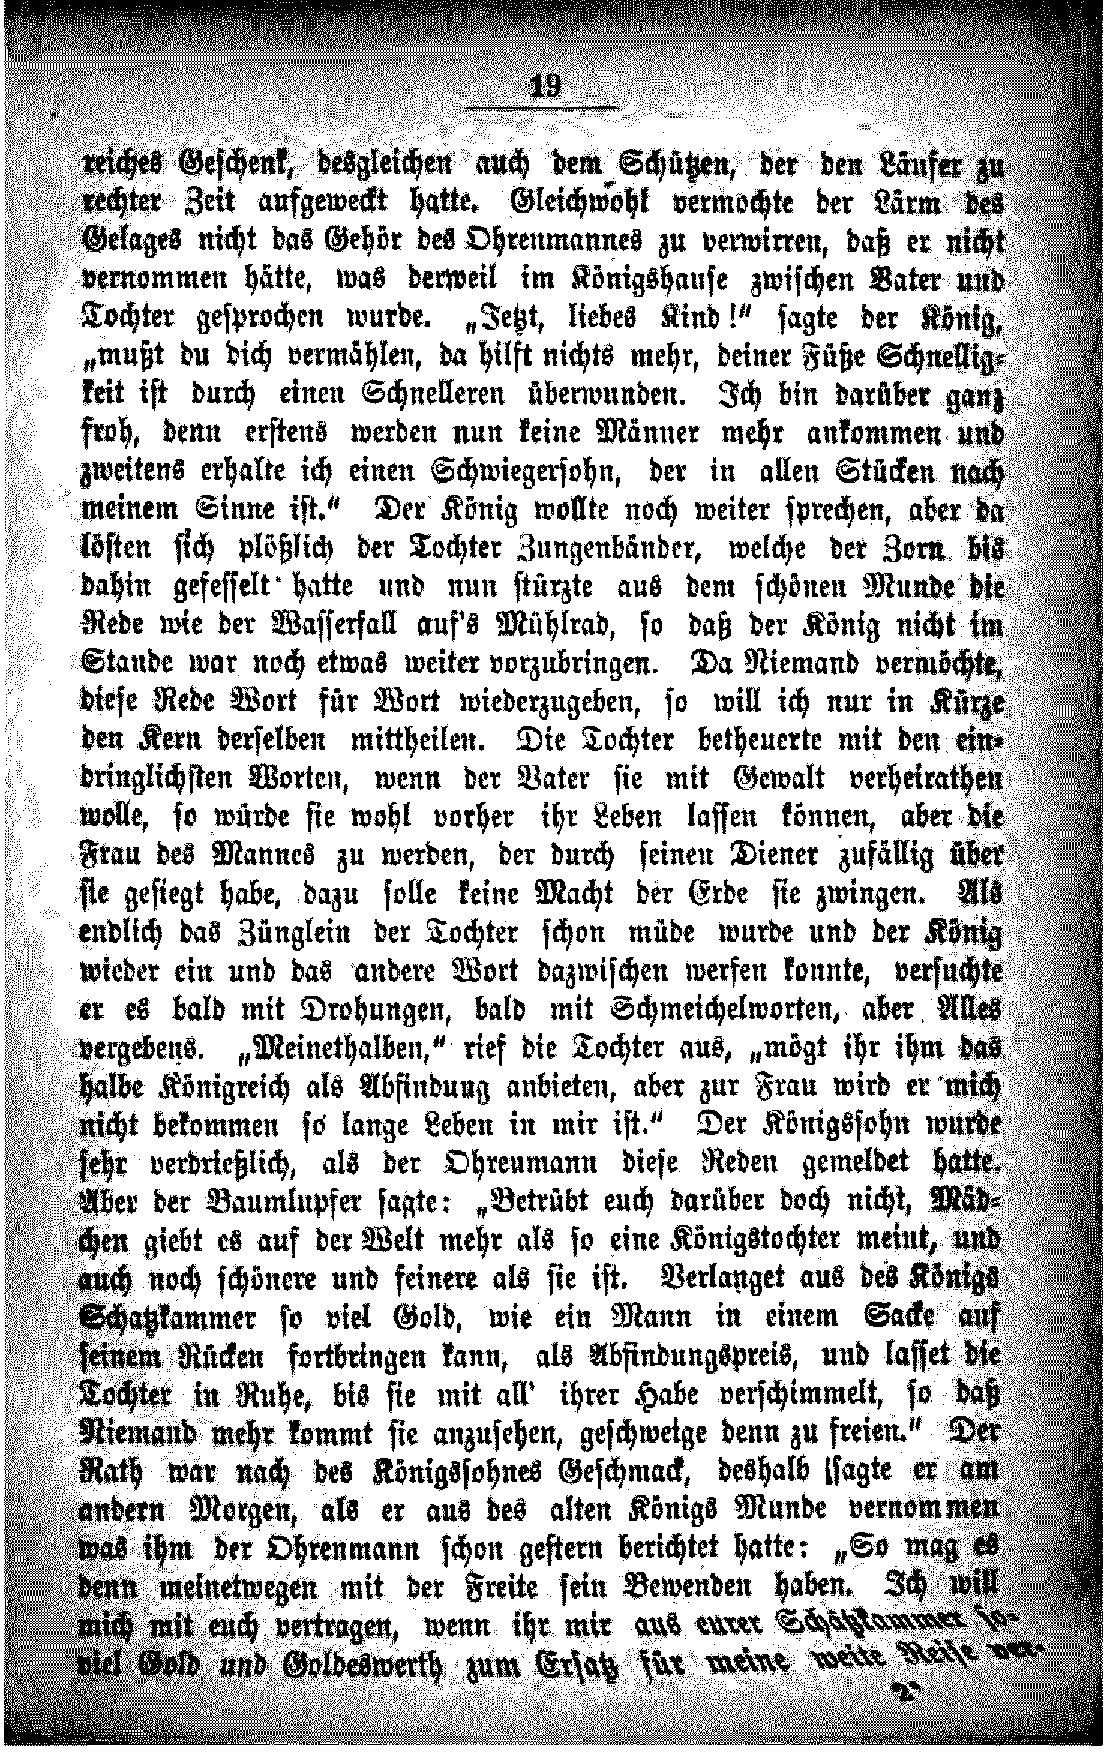 19
reiches Geschenk, desgleichen auch dem Schützen, der den Läufer zu
rechter Zeit aufgeweckt hatte. Gleichwohl vermochte der Lärm des
Gelages nicht das Gehör des Ohrenmannes zu verwirren, daß er nicht
vernommen hätte, was derweil im Königshause zwischen Vater und
Tochter gesprochen wurde. „Jetzt, liebes Kind!“ sagte der König,
„mußt du dich vermählen, da hilft nichts mehr, deiner Füße Schnellig-
keit ist durch einen Schnelleren überwunden. Ich bin darüber ganz
froh, denn erstens werden nun keine Männer mehr ankommen und
zweitens erhalte ich einen Schwiegersohn, der in allen Stücken nach
meinem Sinne ist.“ Der König wollte noch weiter sprechen, aber da
lösten sich plößlich der Tochter Zungenbänder, welche der Zorn bis
dahin gefesselt hatte und nun stürzte aus dem schönen Munde die
Rede wie der Wasserfall auf's Mühlrad, so daß der König nicht im
Stande war noch etwas weiter vorzubringen. Da Niemand vermöchte,
diese Rede Wort für Wort wiederzugeben, so will ich nur in Kürze
den Kern derselben mittheilen. Die Tochter betheuerte mit den ein-
dringlichsten Worten, wenn der Vater sie mit Gewalt verheirathen
wolle, so würde sie wohl vorher ihr Leben lassen können, aber die
Frau des Mannes zu werden, der durch seinen Diener zufällig über
sie gesiegt habe, dazu solle keine Macht der Erde sie zwingen. Als
endlich das Zünglein der Tochter schon müde wurde und der König
wieder ein und das andere Wort dazwischen werfen konnte, versuchte
er es bald mit Drohungen, bald mit Schmeichelworten, aber Alles
vergebens. „Meinethalben,“ rief die Tochter aus, „mögt ihr ihm das
halbe Königreich als Abfindung anbieten, aber zur Frau wird er mich
nicht bekommen so lange Leben in mir ist.“ Der Königssohn wurde
sehr verdrießlich, als der Ohrenmann diese Reden gemeldet hatte.
Aber der Baumlupfer sagte: „Betrübt euch darüber doch nicht, Mäd-
chen giebt es auf der Welt mehr als so eine Königstochter meint, und
auch noch schönere und feinere als sie ist. Verlanget aus des Königs
Schatzkammer so viel Gold, wie ein Mann in einem Sacke auf
seinem Rücken fortbringen kann, als Abfindungspreis, und lasset die
Tochter in Ruhe, bis sie mit all' ihrer Habe verschimmelt, so daß
Niemand mehr kommt sie anzusehen, geschweige denn zu freien.“ Der
Rath war nach des Königssohnes Geschmack, deshalb sagte er am
andern Morgen, als er aus des alten Königs Munde vernommen
was ihm der Ohrenmann schon gestern berichtet hatte: „So mag es
denn meinetwegen mit der Freite sein Bewenden haben. Ich will
mich mit euch vertragen, wenn ihr mir aus eurer Schatzkammer so-
viel Gold und Goldeswerth zum Ersatz für meine weite Reise ver-
2*